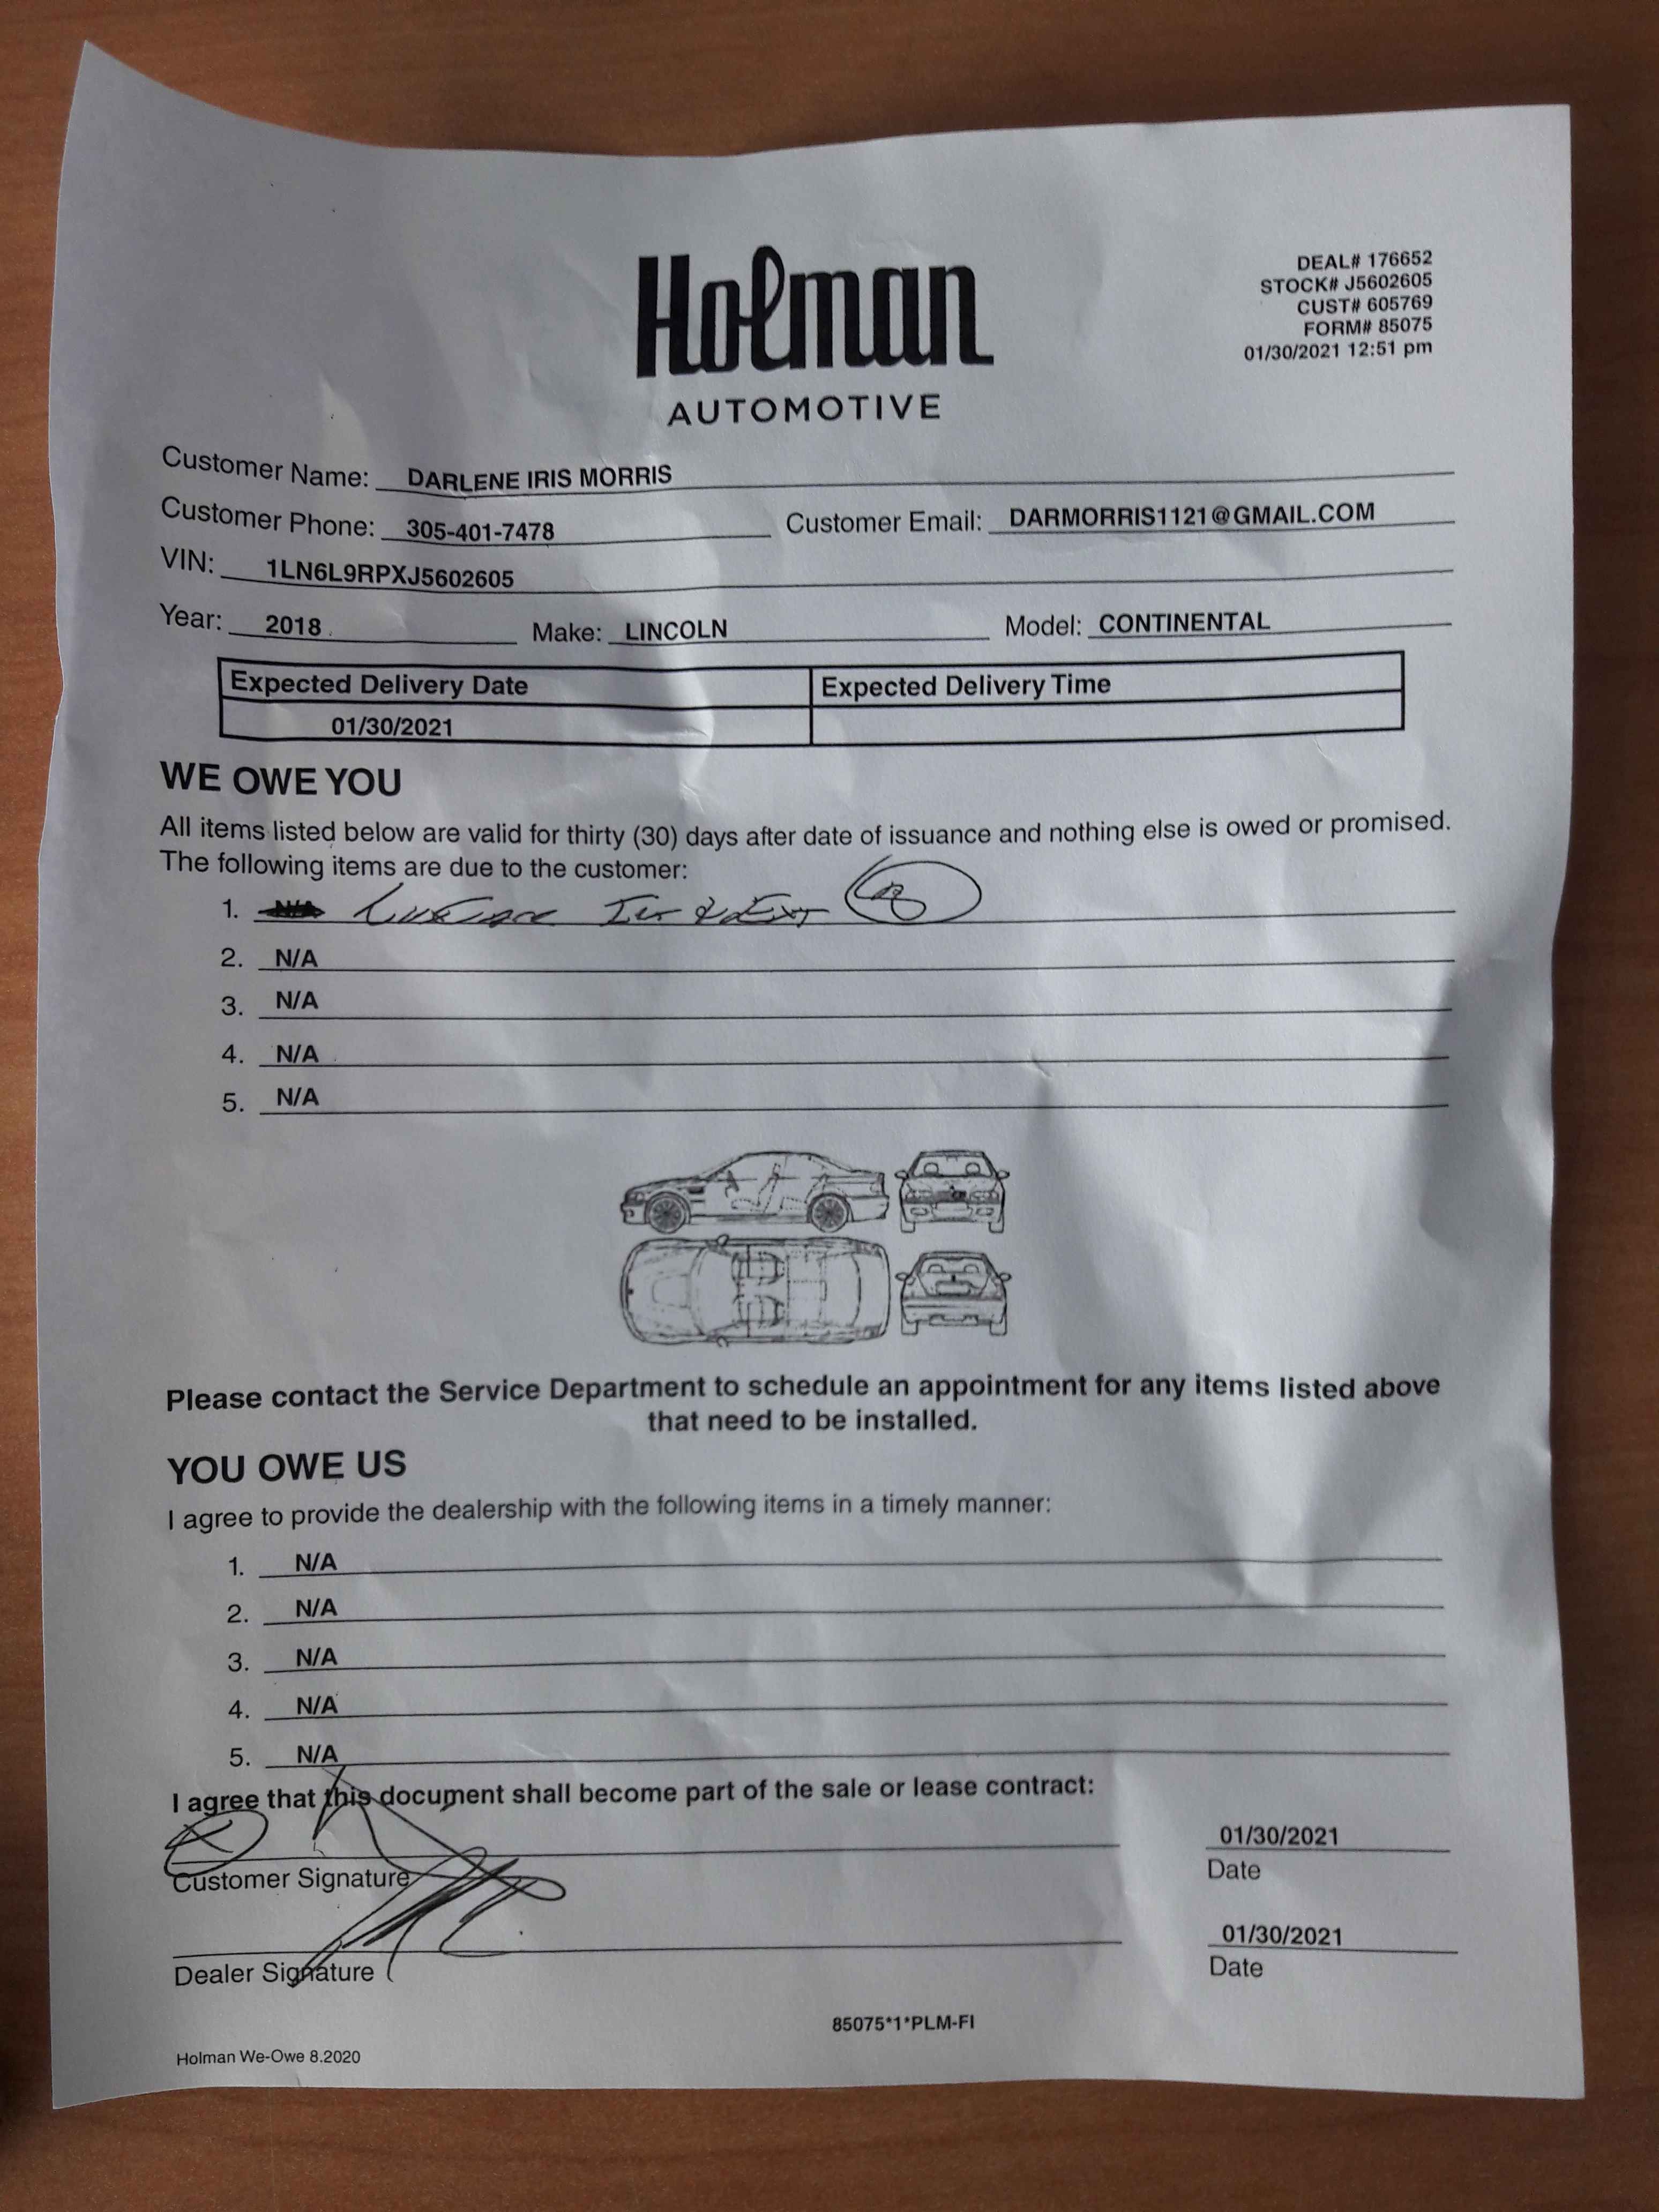 Holman
AUTOMOTIVE
DEAL# 176652
STOCK# J5602605
CUST# 605769
FORM# 85075
01/30/2021 12:51 pm
Customer Name: DARLENE IRIS MORRIS
Customer Phone: 305-401-7478 Customer Email: DARMORRIS1121@GMAIL.COM
VIN: 1LN6L9RPXJ5602605
Year: 2018 Make: LINCOLN Model: CONTINENTAL
Expected Delivery Date Expected Delivery Time
01/30/2021
WE OWE YOU
All items listed below are valid for thirty (30) days after date of issuance and nothing else is owed or promised.
The following items are due to the customer:
1. N/A
2. N/A
3. N/A
4. N/A
5. N/A
Please contact the Service Department to schedule an appointment for any items listed above
that need to be installed.
YOU OWE US
I agree to provide the dealership with the following items in a timely manner:
1. N/A
2. N/A
3. N/A
4. N/A
5. N/A
I agree that this document shall become part of the sale or lease contract:
01/30/2021
Customer Signature Date
01/30/2021
Dealer Signature Date
85075*1*PLM-FI
Holman We-Owe 8.2020